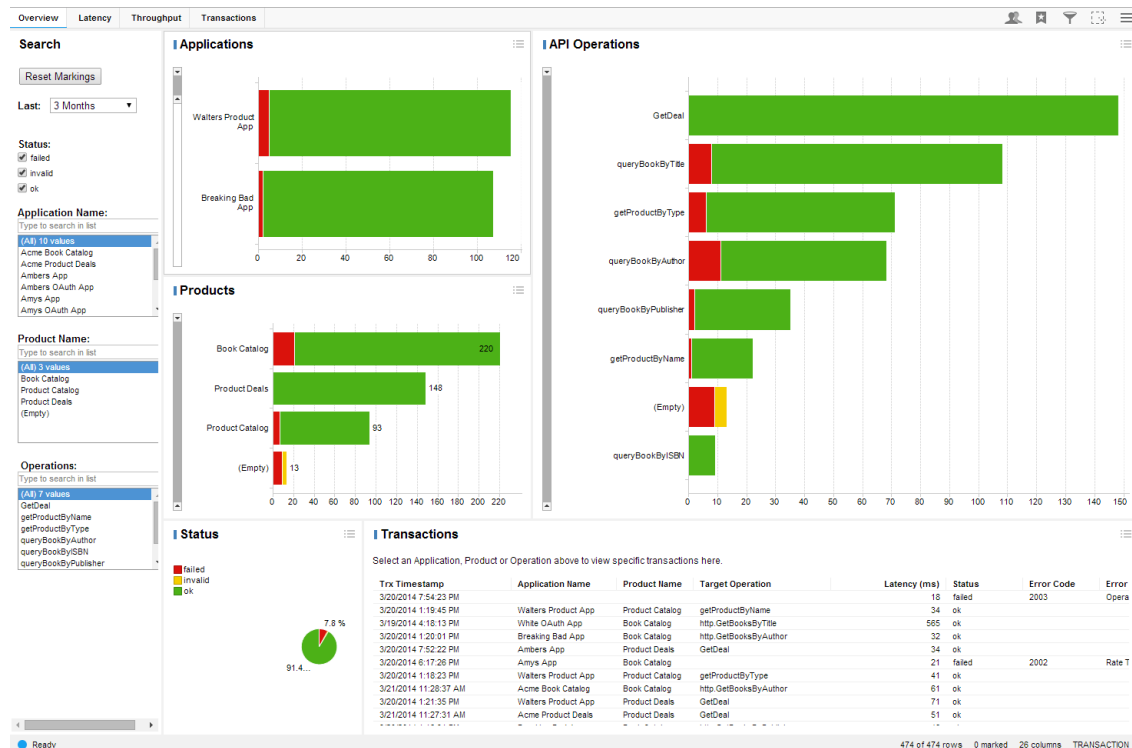 Overview Latency Throughput Transactions
Search
Reset Markings
Last: 3 Months
Status:
failed
invalid
ok
Application Name:
Type to search in list
(All) 10 values
Acme Book Catalog
Acme Product Deals
Ambers App
Ambers OAuth App
Amys App
Amys OAuth App
Product Name:
Type to search in list
(All) 3 values
Book Catalog
Product Catalog
Product Deals
(Empty)
Operations:
Type to search in list
(All) 7 values
GetDeal
getProductByName
getProductByType
queryBookByAuthor
queryBookByISBN
queryBookByPublisher
Applications
Walters Product
App
Breaking Bad
App
0 20 40 60 80 100 120
Products
Book Catalog 220
Product Deals 148
Product Catalog 93
(Empty) 13
0 20 40 60 80 100 120 140 160 180 200 220
API Operations
GetDeal
queryBookByTitle
getProductByType
queryBookByAuthor
queryBookByPublisher
getProductByName
(Empty)
queryBookByISBN
0 10 20 30 40 50 60 70 80 90 100 110 120 130 140 150
Status
failed
invalid
ok
7.8 %
91.4...
Transactions
Select an Application, Product or Operation above to view specific transactions here.
Trx Timestamp Application Name Product Name Target Operation Latency (ms) Status Error Code Error
3/20/2014 7:54:23 PM 18 failed 2003 Opera
3/20/2014 1:19:45 PM Walters Product App Product Catalog getProductByName 34 ok
3/19/2014 4:18:13 PM White OAuth App Book Catalog http.GetBooksByTitle 565 ok
3/20/2014 1:20:01 PM Breaking Bad App Book Catalog http.GetBooksByAuthor 32 ok
3/20/2014 7:52:22 PM Ambers App Product Deals GetDeal 34 ok
3/20/2014 6:17:26 PM Amys App Book Catalog 21 failed 2002 Rate T
3/20/2014 1:18:23 PM Walters Product App Product Catalog getProductByType 41 ok
3/21/2014 11:28:37 AM Acme Book Catalog Book Catalog http.GetBooksByAuthor 61 ok
3/20/2014 1:21:35 PM Walters Product App Product Deals GetDeal 71 ok
3/21/2014 11:27:31 AM Acme Product Deals Product Deals GetDeal 51 ok
Ready 474 of 474 rows 0 marked 26 columns TRANSACTION